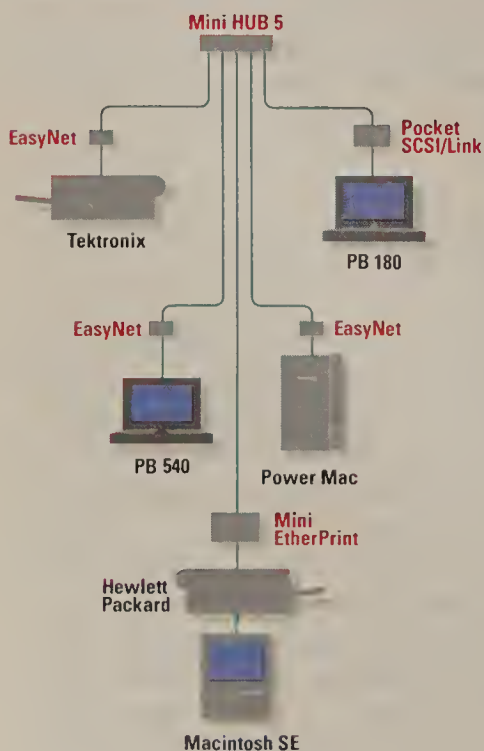 Mini HUB 5
EasyNet
Pocket
SCSI/Link
Tektronix
PB 180
EasyNet
EasyNet
PB 540
Power Mac
Mini
EtherPrint
Hewlett
Packard
Macintosh SE